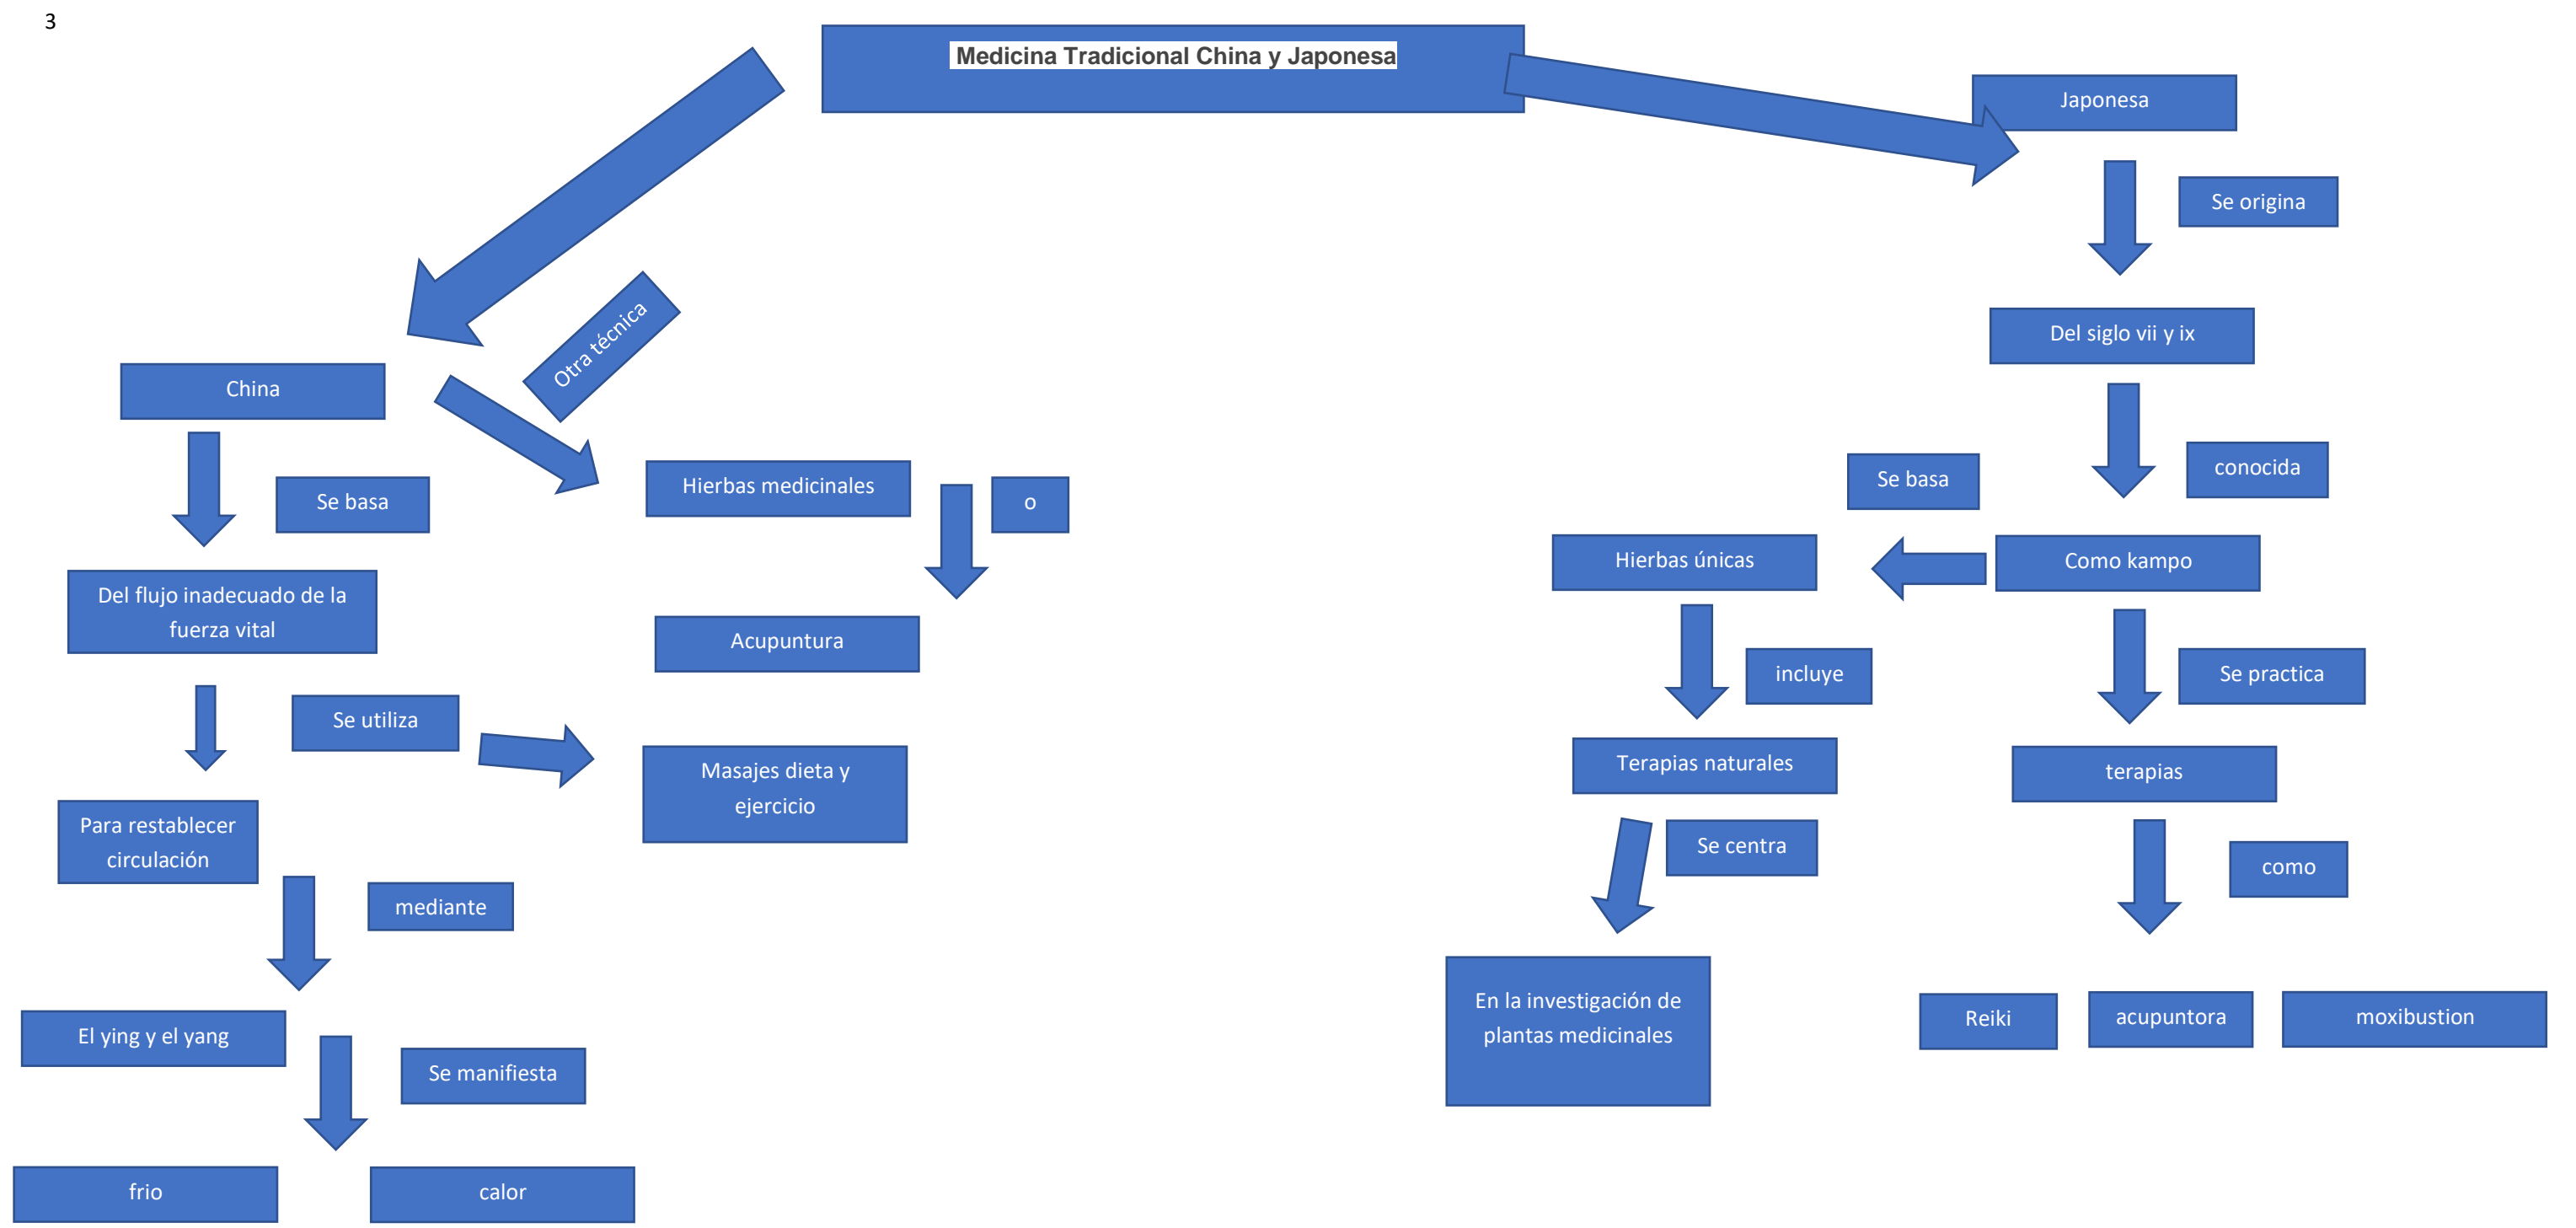 3
Medicina Tradicional China y Japonesa
Japonesa
Se origina
Del siglo vii y ix
conocida
Se basa
Como kampo
Hierbas únicas
incluye
Se practica
Terapias naturales
terapias
Se centra
como
En la investigación de
plantas medicinales
Reiki
acupuntora
moxibustion
Otra técnica
China
Se basa
Hierbas medicinales
o
Del flujo inadecuado de la
fuerza vital
Acupuntura
Se utiliza
Masajes dieta y
ejercicio
Para restablecer
circulación
mediante
El ying y el yang
Se manifiesta
frio
calor